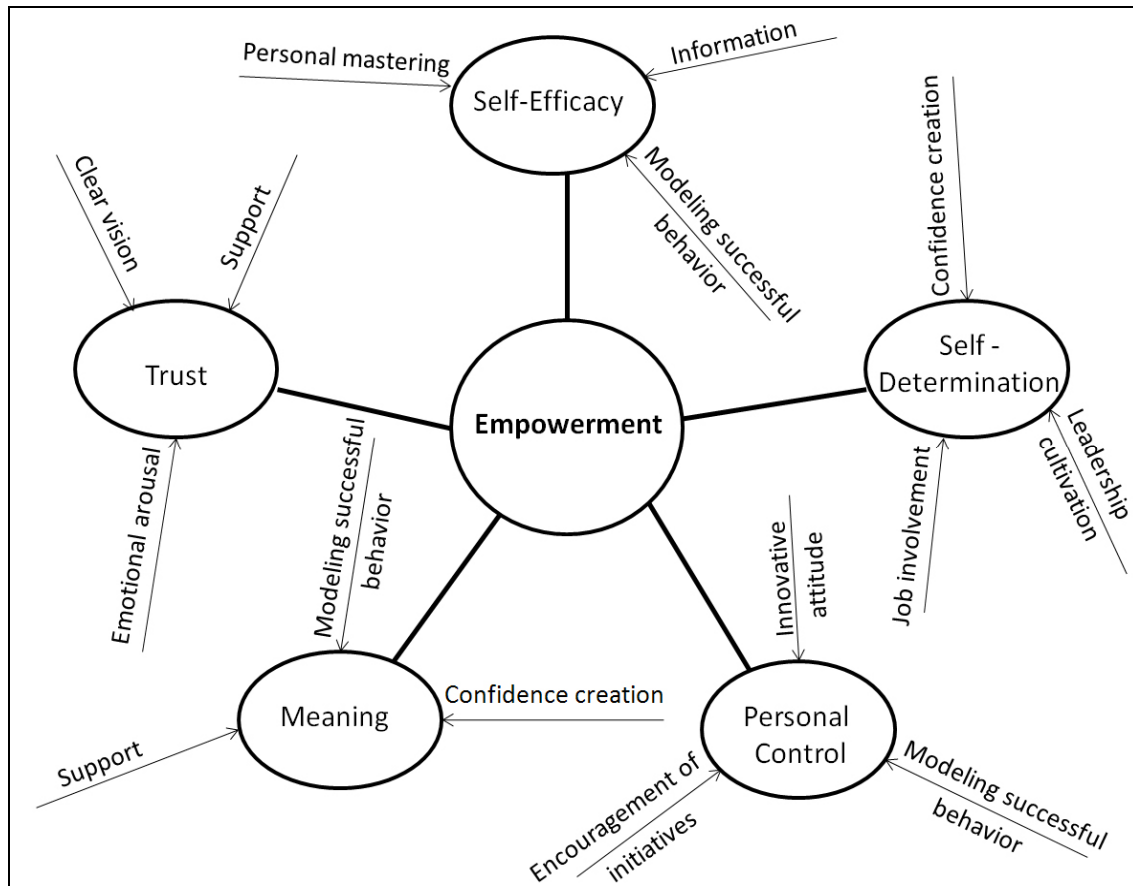 Personal mastering
Information
Self-Efficacy
Modeling successful
behavior
Confidence creation
Clear vision
Support
Trust
Emotional arousal
Self -
Determination
Job involvement
Leadership
cultivation
Empowerment
Modeling successful
behavior
Meaning
Support
Confidence creation
Innovative
attitude
Personal
Control
Encouragement of
initiatives
Modeling successful
behavior